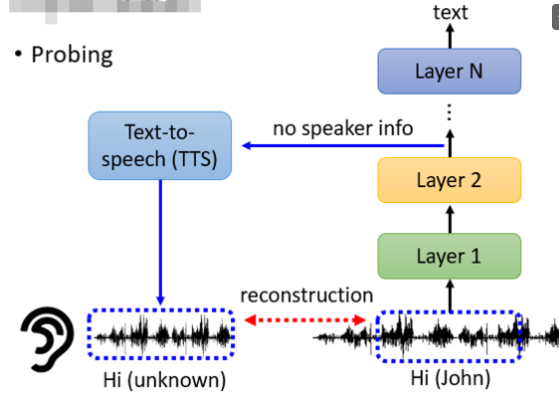 • Probing
text
Layer N
...
no speaker info
Text-to-
speech (TTS)
Layer 2
Layer 1
reconstruction
Hi (unknown)
Hi (John)